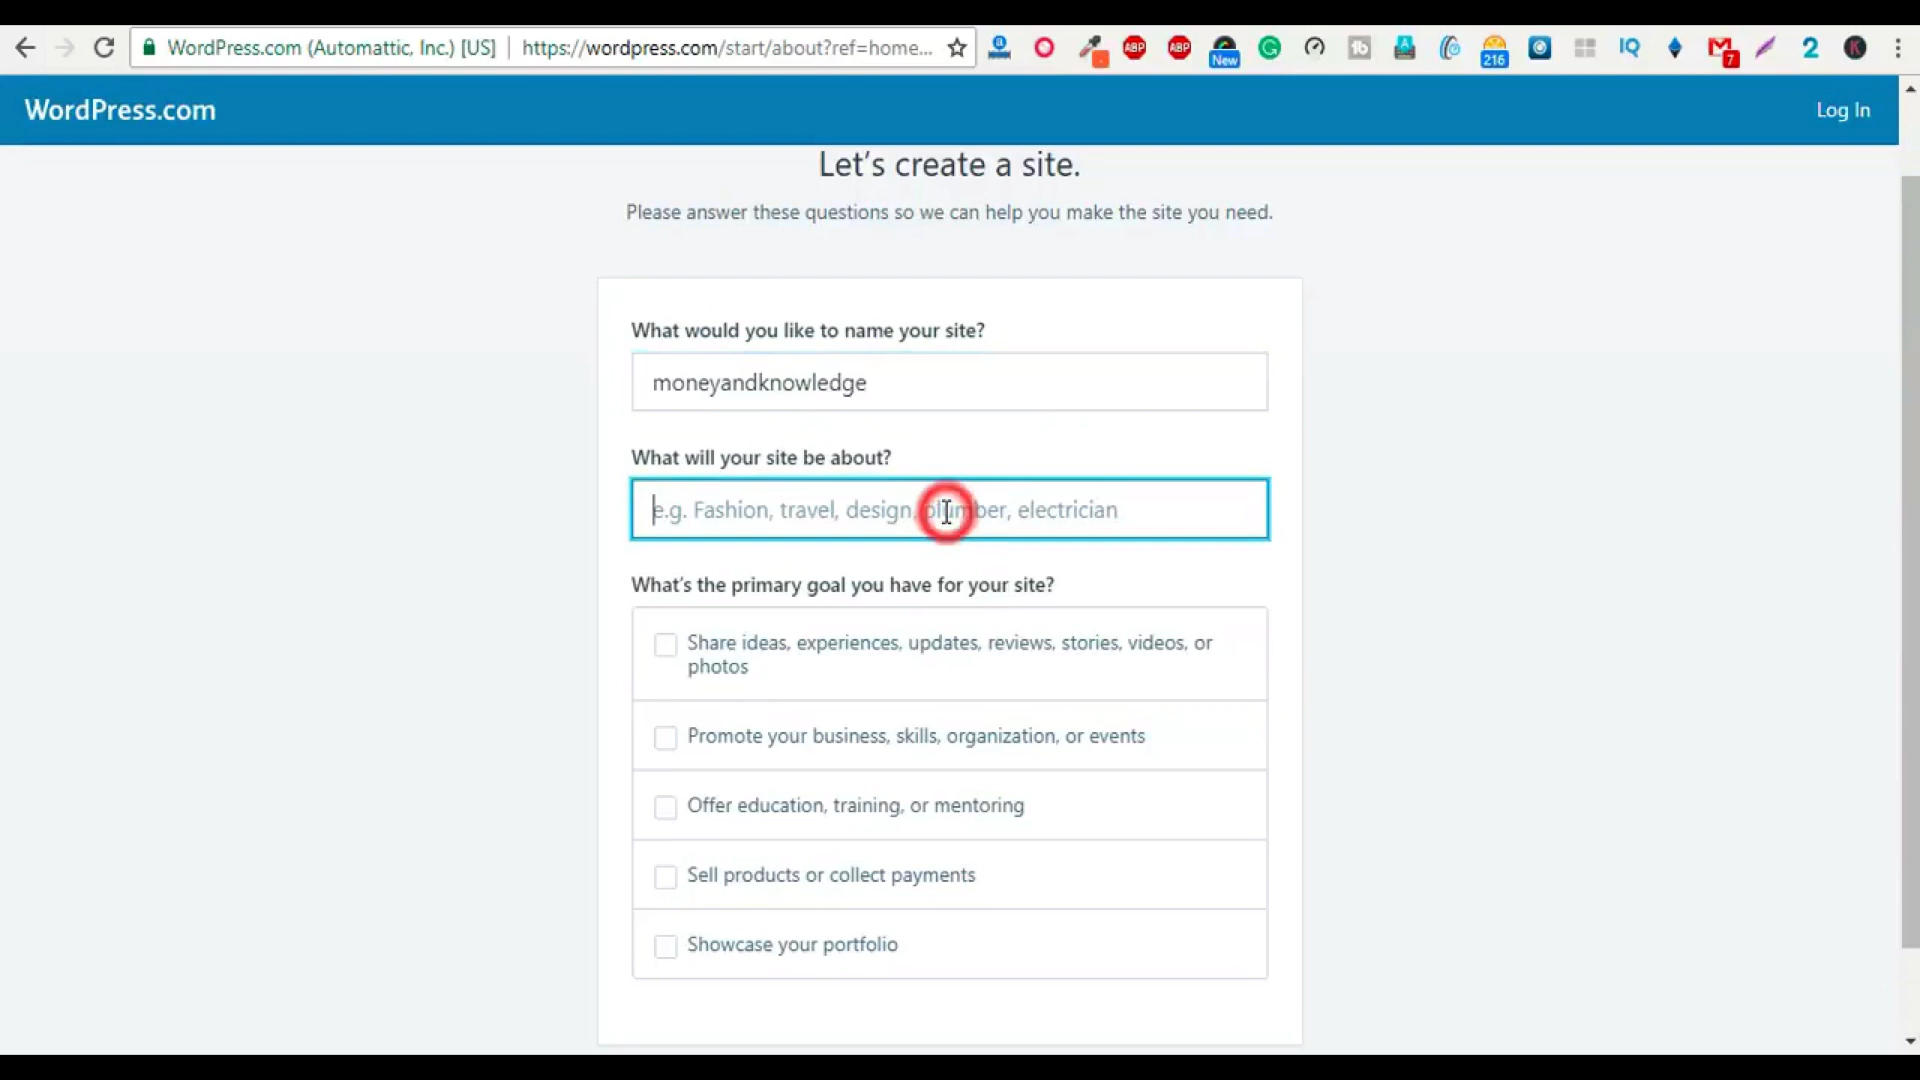 WordPress.com (Automattic, Inc.) [US] https://wordpress.com/start/about?ref=home...
ABP ABP New 216 IQ 7 2 K
WordPress.com
Log In
Let's create a site.
Please answer these questions so we can help you make the site you need.
What would you like to name your site?
moneyandknowledge
What will your site be about?
e.g. Fashion, travel, design, plumber, electrician
What's the primary goal you have for your site?
Share ideas, experiences, updates, reviews, stories, videos, or
photos
Promote your business, skills, organization, or events
Offer education, training, or mentoring
Sell products or collect payments
Showcase your portfolio